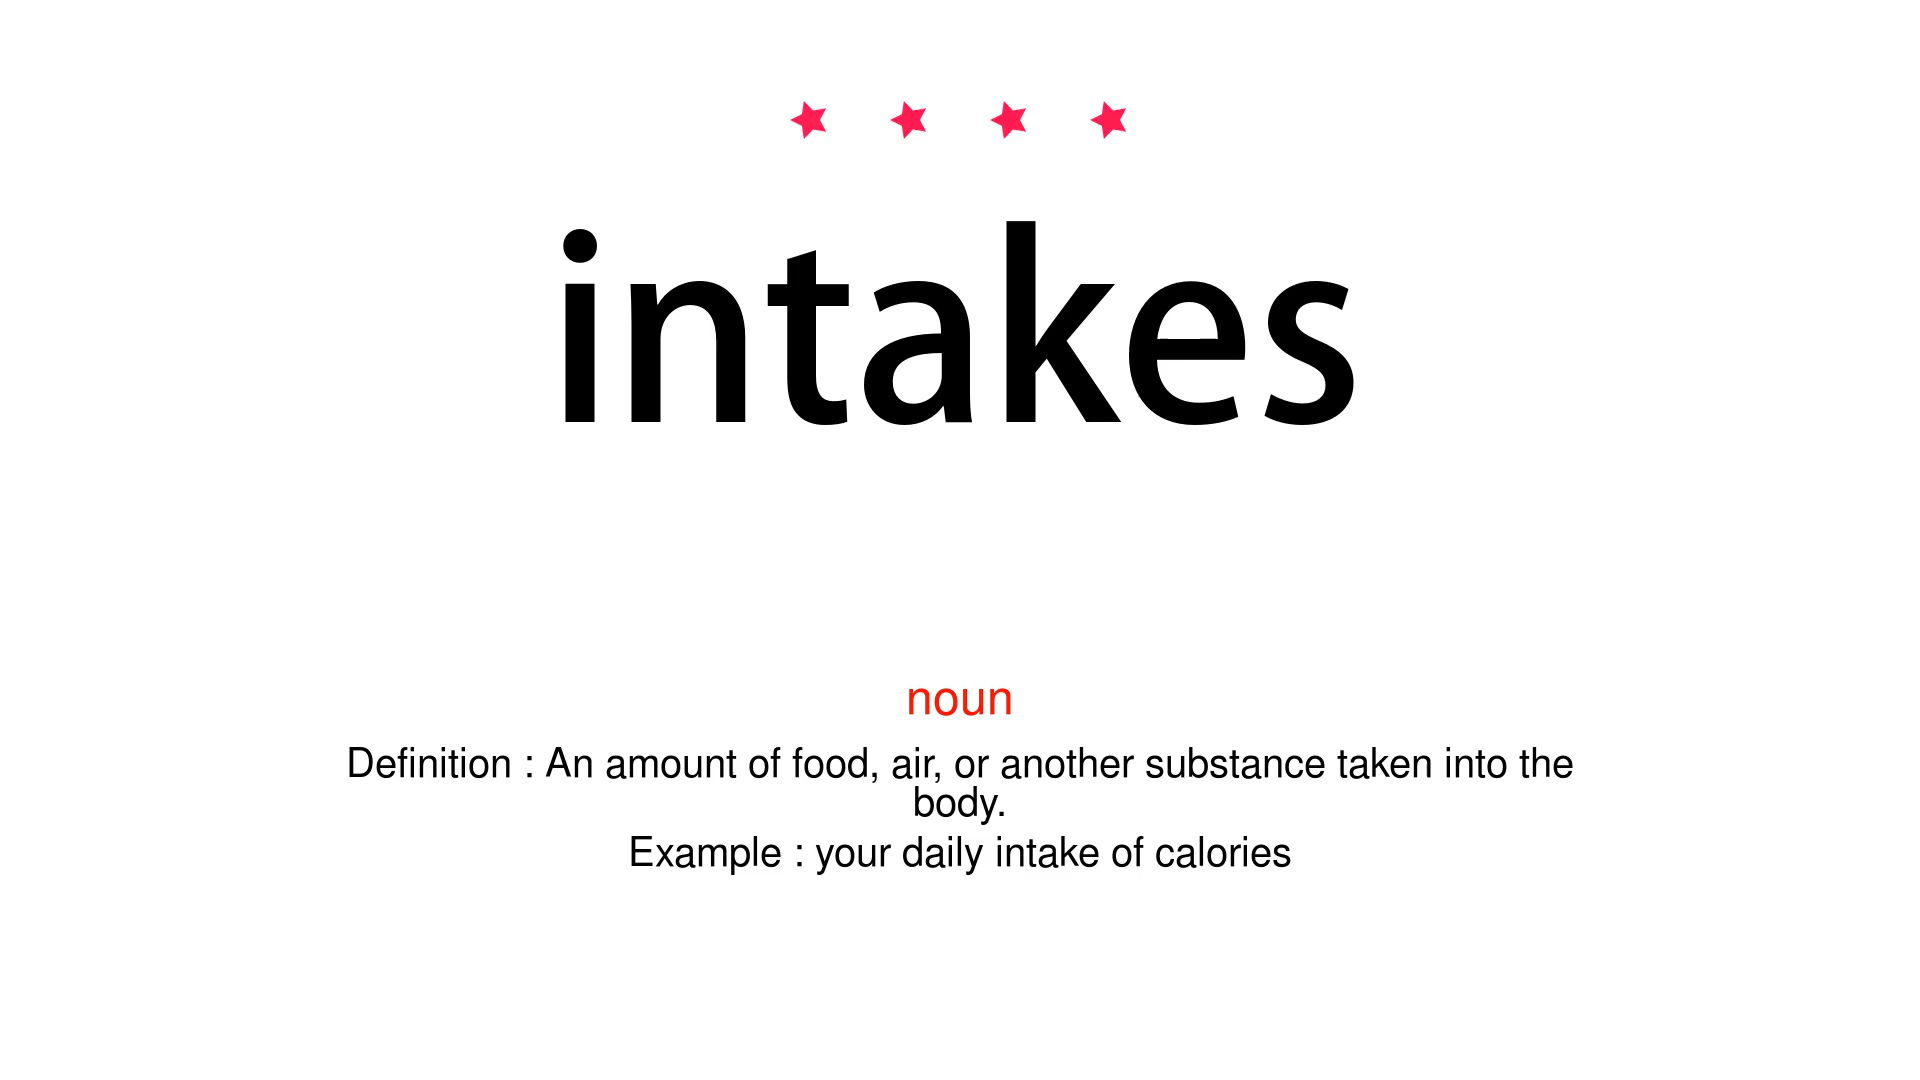 intakes
noun
Definition : An amount of food, air, or another substance taken into the
body.
Example : your daily intake of calories